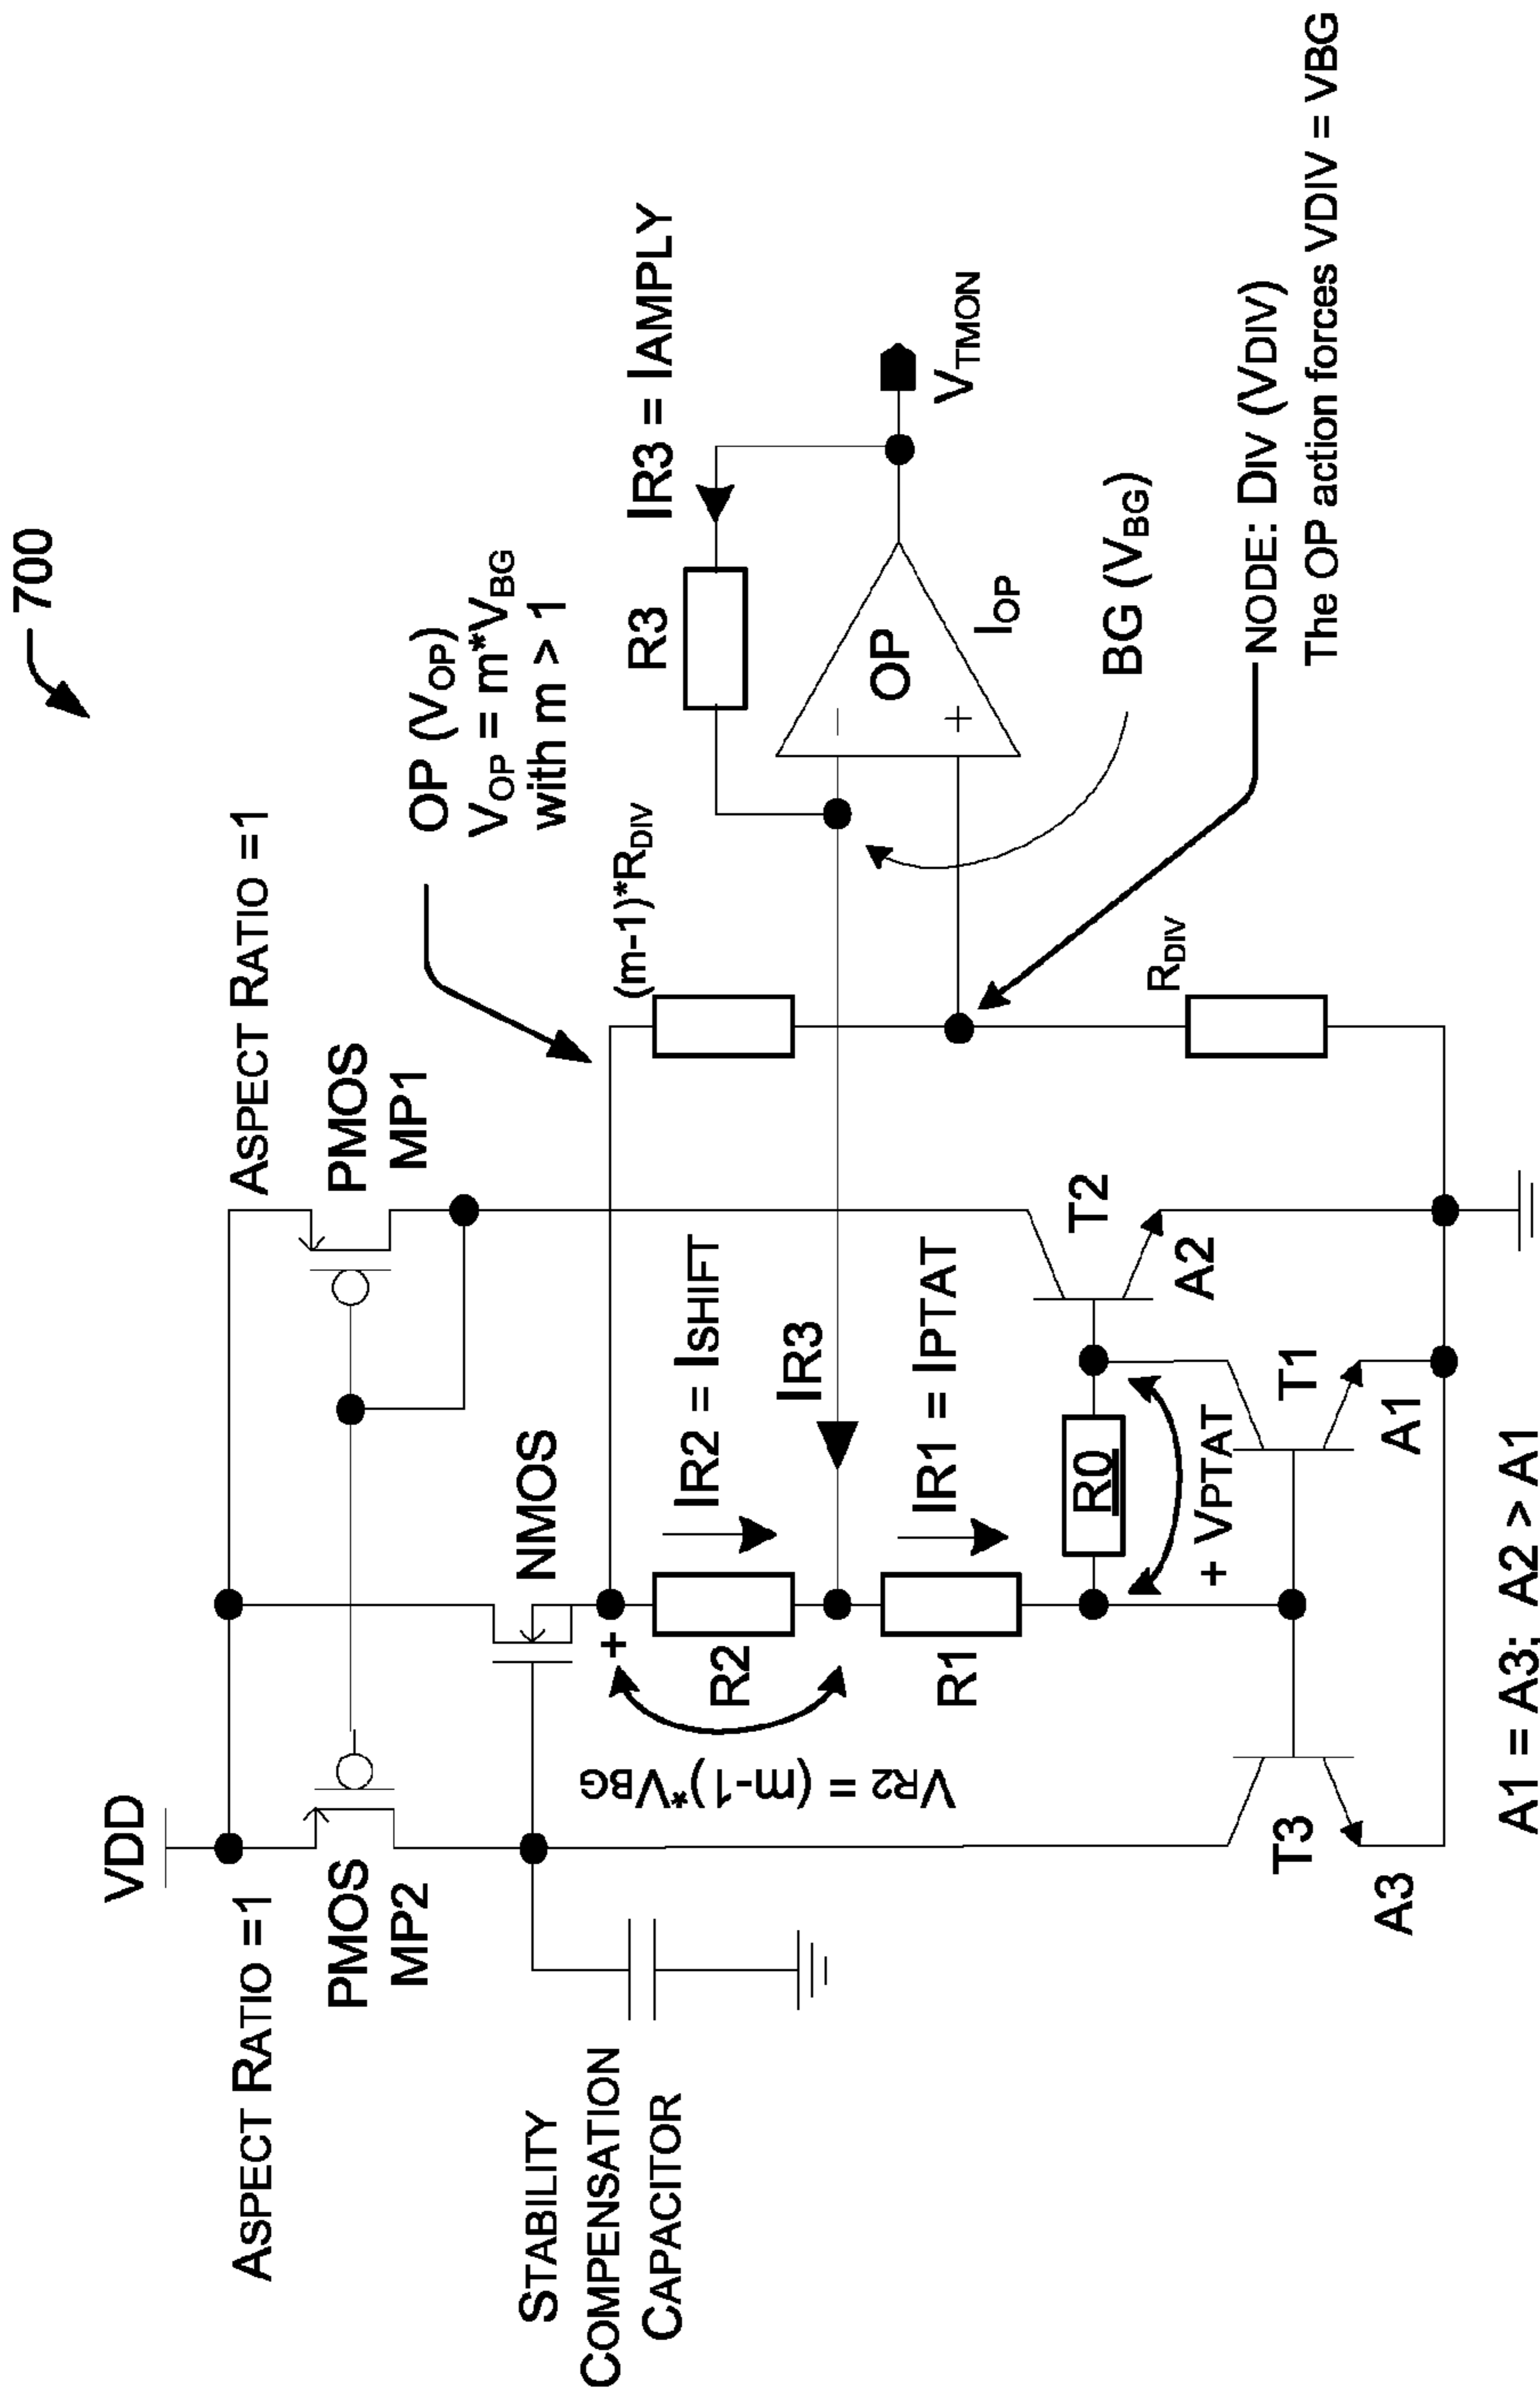 700
VDD
ASPECT RATIO =1
PMOS
MP2
ASPECT RATIO =1
PMOS
MP1
OP (VOP)
VOP = m*VBG
with m > 1
STABILITY
COMPENSATION
CAPACITOR
NMOS
+
R2
VR2 = (m-1)*VBG
IR2 = ISHIFT
(m-1)*RDIV
R3
IR3 = IAMPLY
IR3
−
+
OP
IOP
VTMON
R1
IR1 = IPTAT
BG (VBG)
R0
+ VPTAT
T2
A2
RDIV
NODE: DIV (VDIV)
The OP action forces VDIV = VBG
T3
A3
T1
A1
A1 = A3; A2 > A1